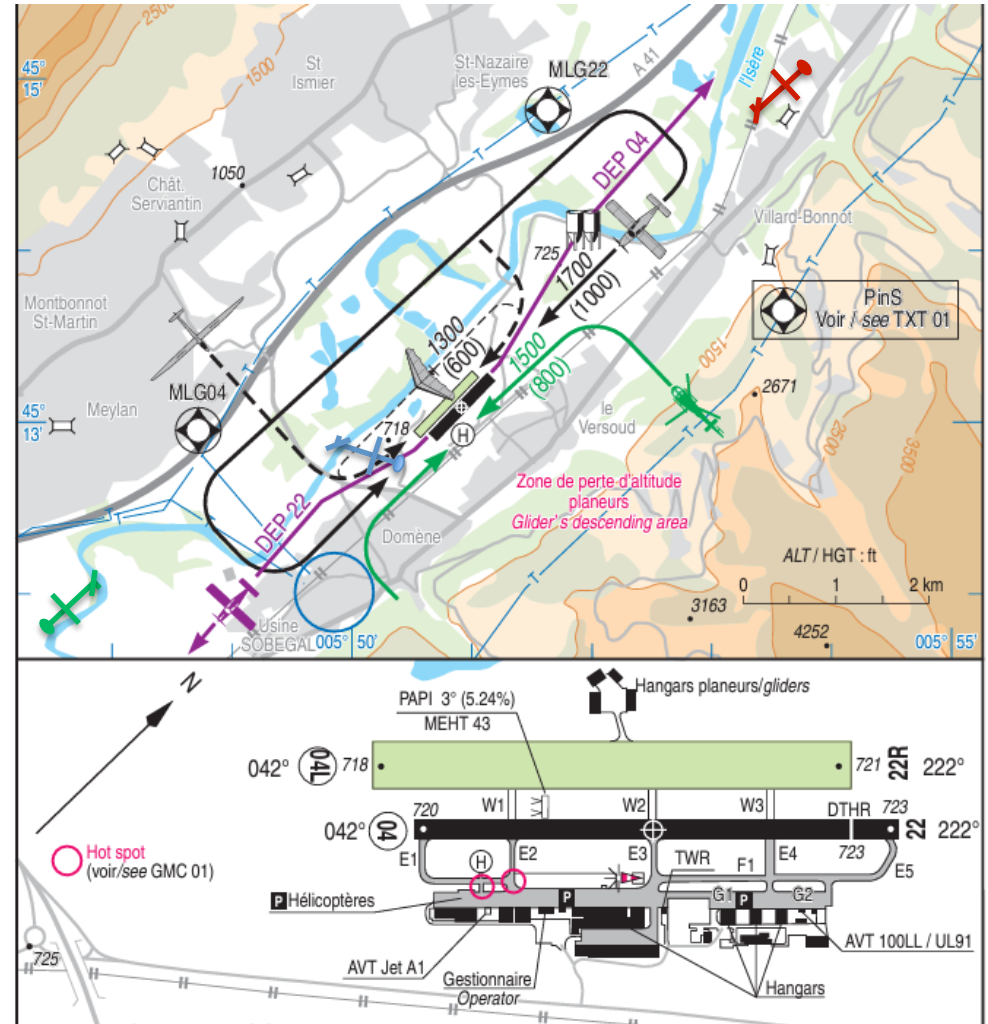 2500
1500
45°
15'
St
Ismier
St-Nazaire
les-Eymes
MLG22
A 41
l'Isère
1050
Chât.
Serviantin
DEP 04
Villard-Bonnot
725
1700
(1000)
PinS
Voir / see TXT 01
Montbonnot
St-Martin
1300
(600)
1500
(800)
1500
MLG04
2671
45°
13'
Meylan
718
H
le
Versoud
2500
3500
Zone de perte d'altitude
planeurs
Glider's descending area
DEP 22
Domène
ALT / HGT : ft
0 1 2 km
3163
Usine
SOBEGAL
005° 50'
4252
005° 55'
N
PAPI 3° (5.24%)
MEHT 43
Hangars planeurs/gliders
042° 04L 718
721 22R 222°
W1 W2 W3
720
DTHR 723
042° 04
22 222°
E1 E2 E3 TWR F1 E4 723 E5
Hot spot
(voir/see GMC 01)
H
P Hélicoptères
P
G1 P G2
AVT 100LL / UL91
725
AVT Jet A1
Gestionnaire
Operator
Hangars